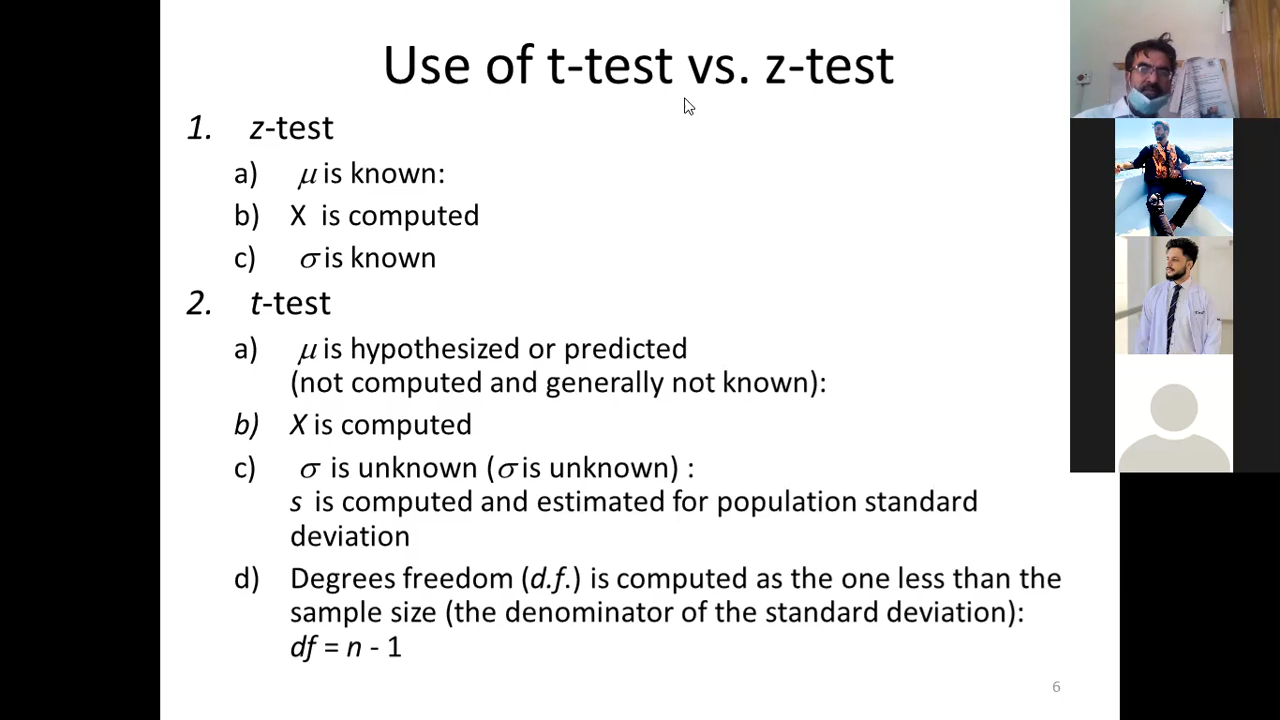 Use of t-test vs. z-test
1. z-test
a) μ is known:
b) X is computed
c) σ is known
2. t-test
a) μ is hypothesized or predicted
(not computed and generally not known):
b) X is computed
c) σ is unknown (σ is unknown) :
s is computed and estimated for population standard
deviation
d) Degrees freedom (d.f.) is computed as the one less than the
sample size (the denominator of the standard deviation):
df = n - 1
6